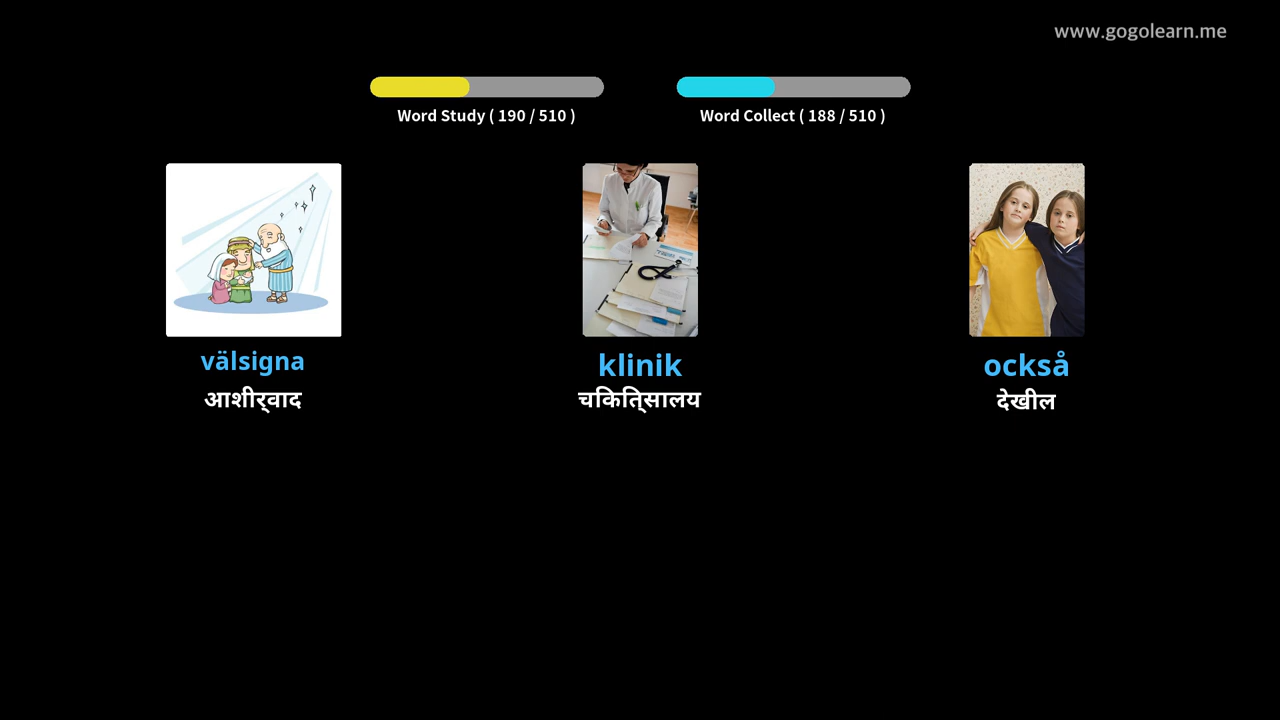 www.gogolearn.me
Word Study ( 190 / 510 )
Word Collect ( 188 / 510 )
välsigna
klinik
också
आशीर्वाद
चिकित्सालय
देखील